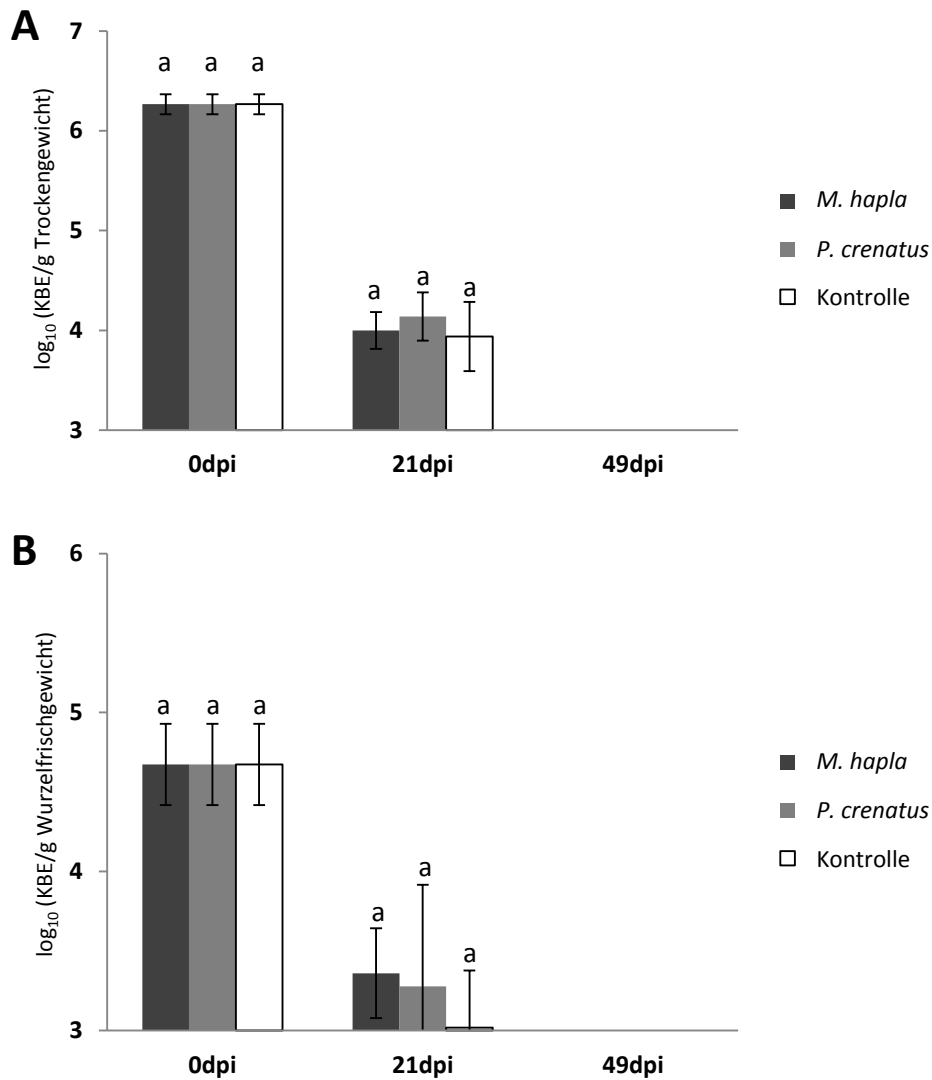 A
7
6
5
4
3
log10 (KBE/g Trockengewicht)
a a a
a a a
0dpi 21dpi 49dpi
M. hapla
P. crenatus
Kontrolle
B
6
5
4
3
log10 (KBE/g Wurzelfrischgewicht)
a a a
a a a
0dpi 21dpi 49dpi
M. hapla
P. crenatus
Kontrolle